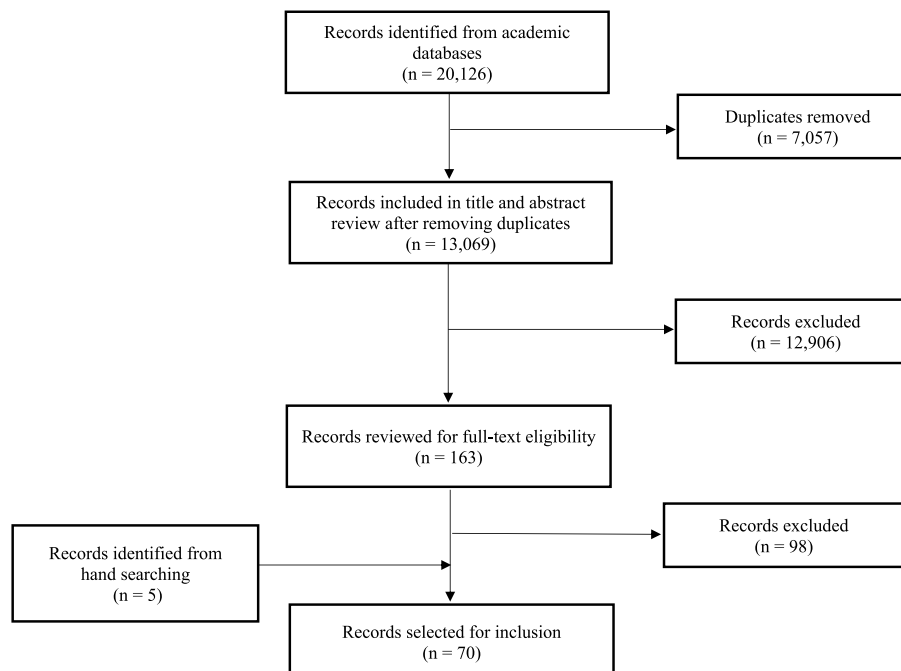 Records identified from academic
databases
(n = 20,126)
Duplicates removed
(n = 7,057)
Records included in title and abstract
review after removing duplicates
(n = 13,069)
Records excluded
(n = 12,906)
Records reviewed for full-text eligibility
(n = 163)
Records excluded
(n = 98)
Records identified from
hand searching
(n = 5)
Records selected for inclusion
(n = 70)